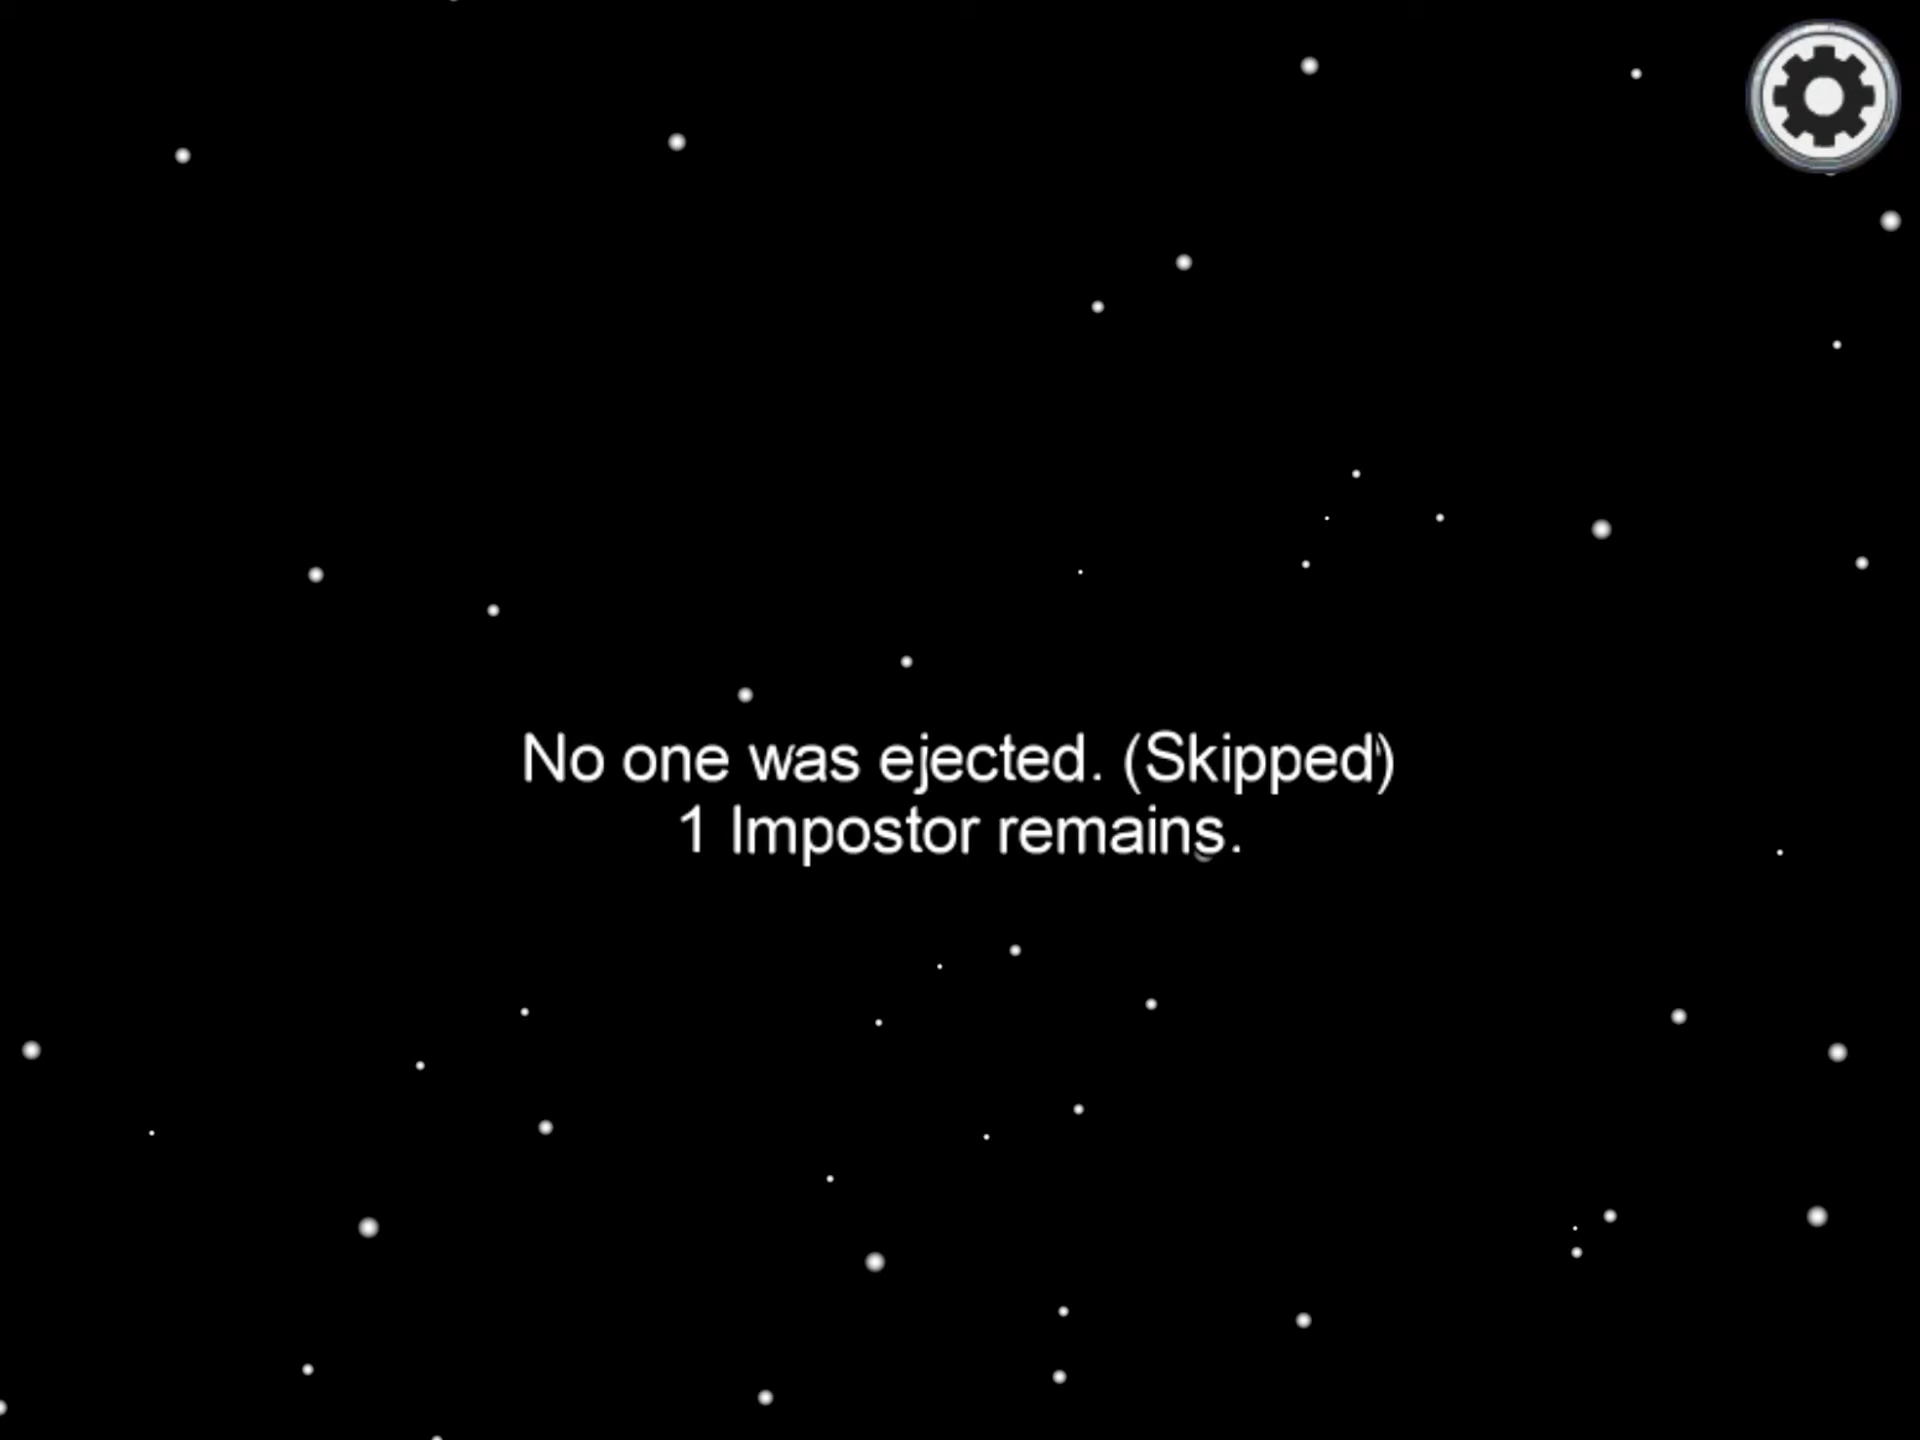 No one was ejected. (Skipped)
1 Impostor remains.